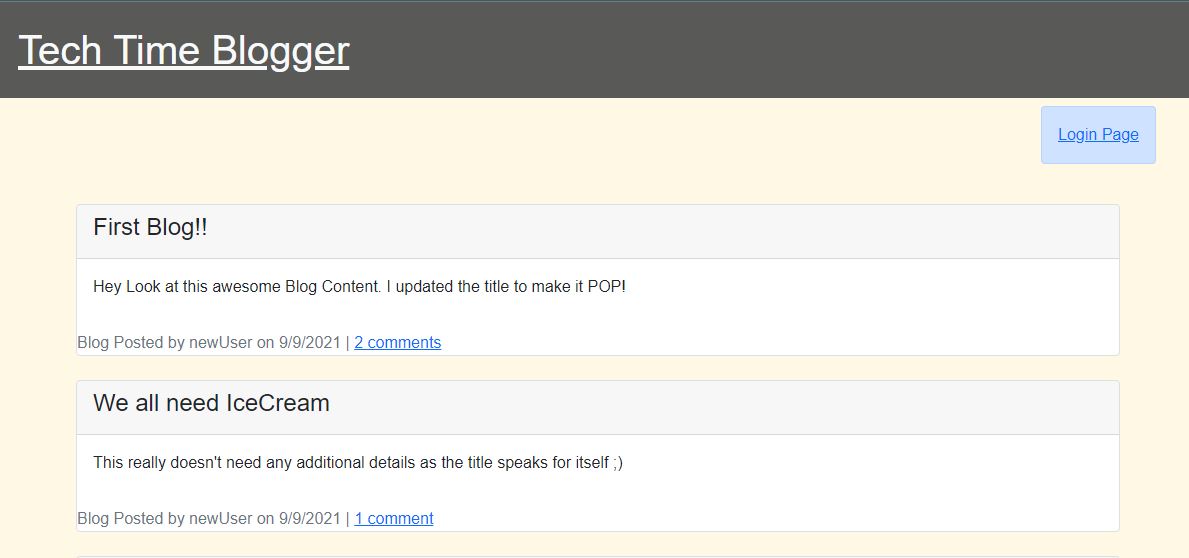 Tech Time Blogger
Login Page
First Blog!!
Hey Look at this awesome Blog Content. I updated the title to make it POP!
Blog Posted by newUser on 9/9/2021 | 2 comments
We all need IceCream
This really doesn't need any additional details as the title speaks for itself ;)
Blog Posted by newUser on 9/9/2021 | 1 comment